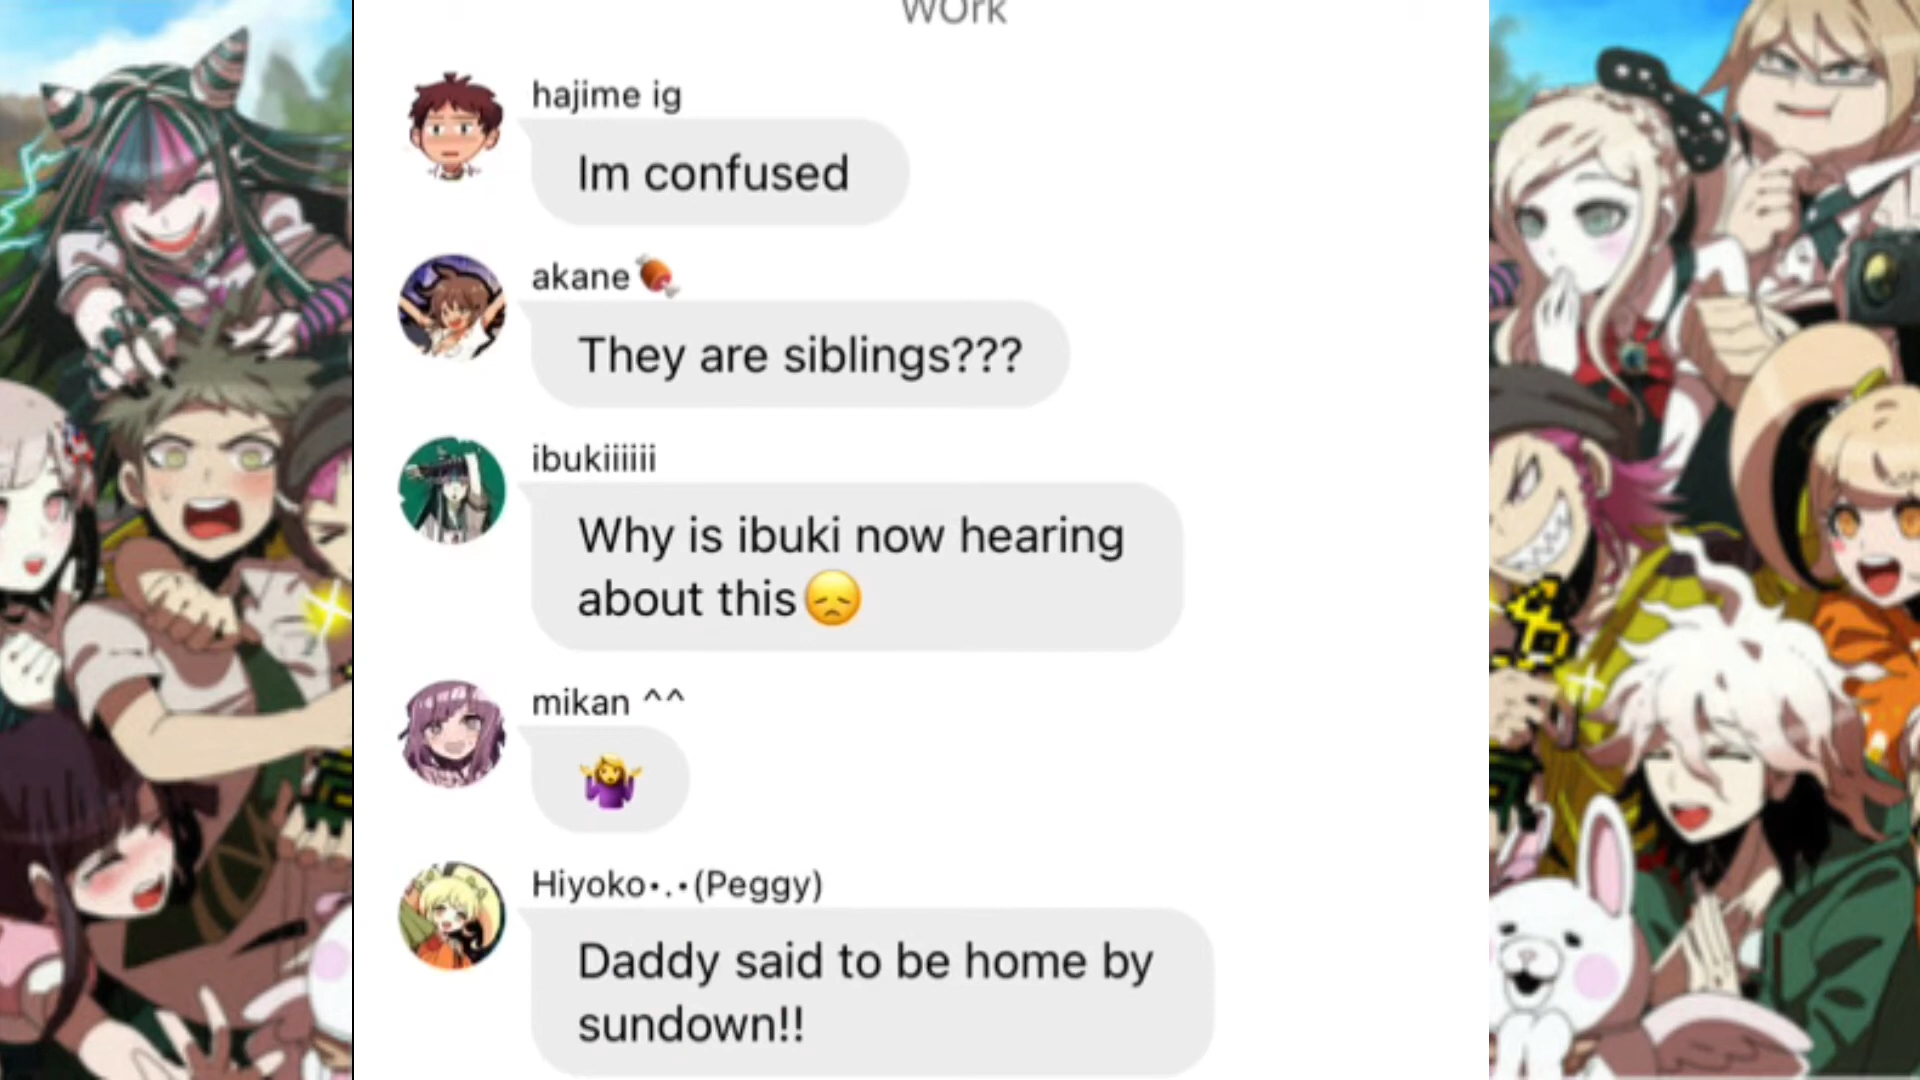 WOrk
hajime ig
Im confused
akane🍖
They are siblings???
ibukiiiiii
Why is ibuki now hearing
about this😞
mikan ^^
🤷‍♀️
Hiyoko•.•(Peggy)
Daddy said to be home by
sundown!!